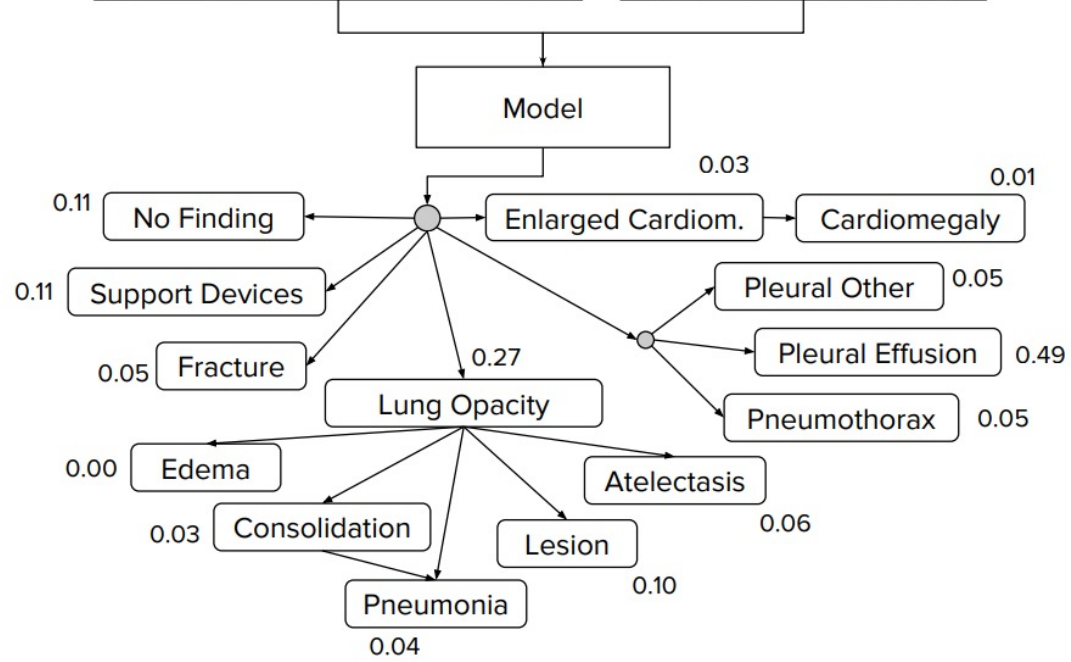 Model
0.03
0.01
0.11
No Finding
Enlarged Cardiom.
Cardiomegaly
0.11
Support Devices
Pleural Other
0.05
Pleural Effusion
0.49
0.05
Fracture
0.27
Lung Opacity
Pneumothorax
0.05
0.00
Edema
Atelectasis
0.06
0.03
Consolidation
Lesion
0.10
Pneumonia
0.04